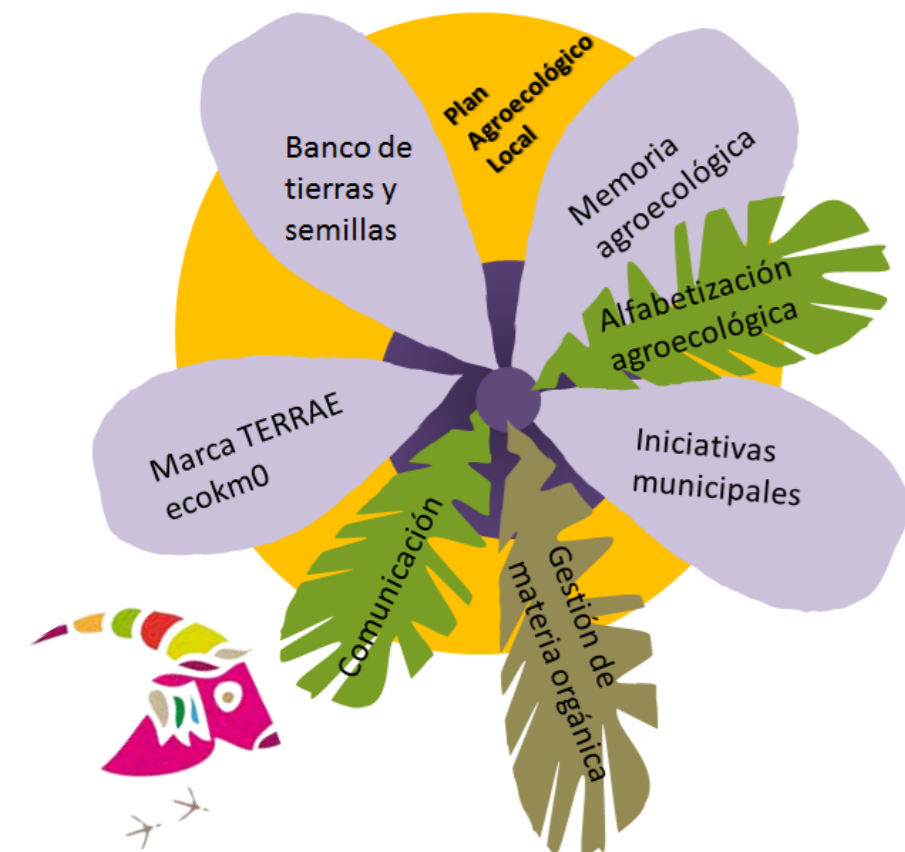 Plan
Agroecológico
Local
Banco de
tierras y
semillas
Memoria
agroecológica
Alfabetización
agroecológica
Marca TERRAE
ecokm0
Iniciativas
municipales
Comunicación
Gestión de
materia orgánica